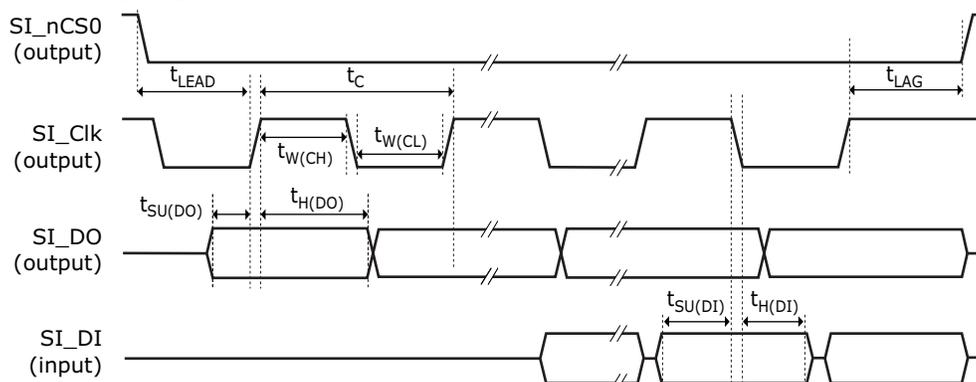 SI_nCS0
(output)
tLEAD
tC
tLAG
SI_Clk
(output)
tW(CH)
tW(CL)
tSU(DO)
tH(DO)
SI_DO
(output)
tSU(DI)
tH(DI)
SI_DI
(input)